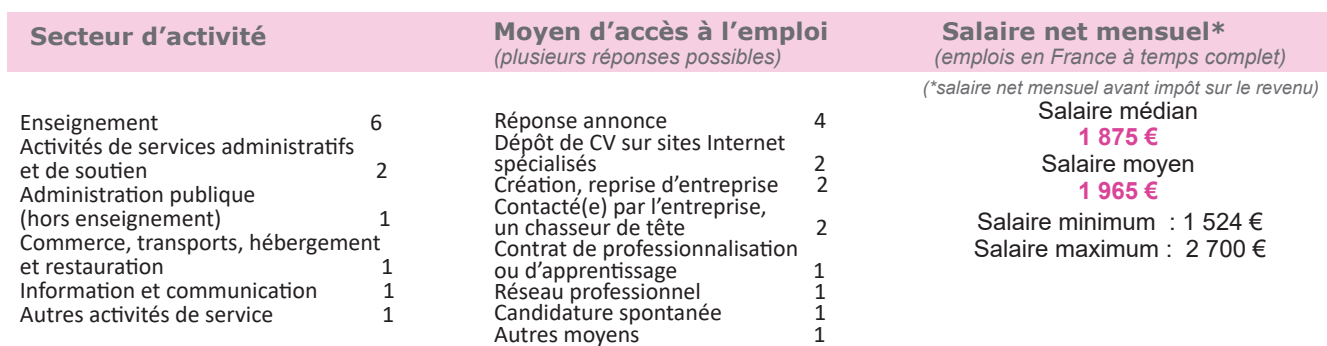 Secteur d'activité
Enseignement 6
Activités de services administratifs
et de soutien 2
Administration publique
(hors enseignement) 1
Commerce, transports, hébergement
et restauration 1
Information et communication 1
Autres activités de service 1
Moyen d'accès à l'emploi
(plusieurs réponses possibles)
Réponse annonce 4
Dépôt de CV sur sites Internet
spécialisés 2
Création, reprise d'entreprise 2
Contacté(e) par l'entreprise,
un chasseur de tête 2
Contrat de professionnalisation
ou d'apprentissage 1
Réseau professionnel 1
Candidature spontanée 1
Autres moyens 1
Salaire net mensuel*
(emplois en France à temps complet)
(*salaire net mensuel avant impôt sur le revenu)
Salaire médian
1 875 €
Salaire moyen
1 965 €
Salaire minimum : 1 524 €
Salaire maximum : 2 700 €